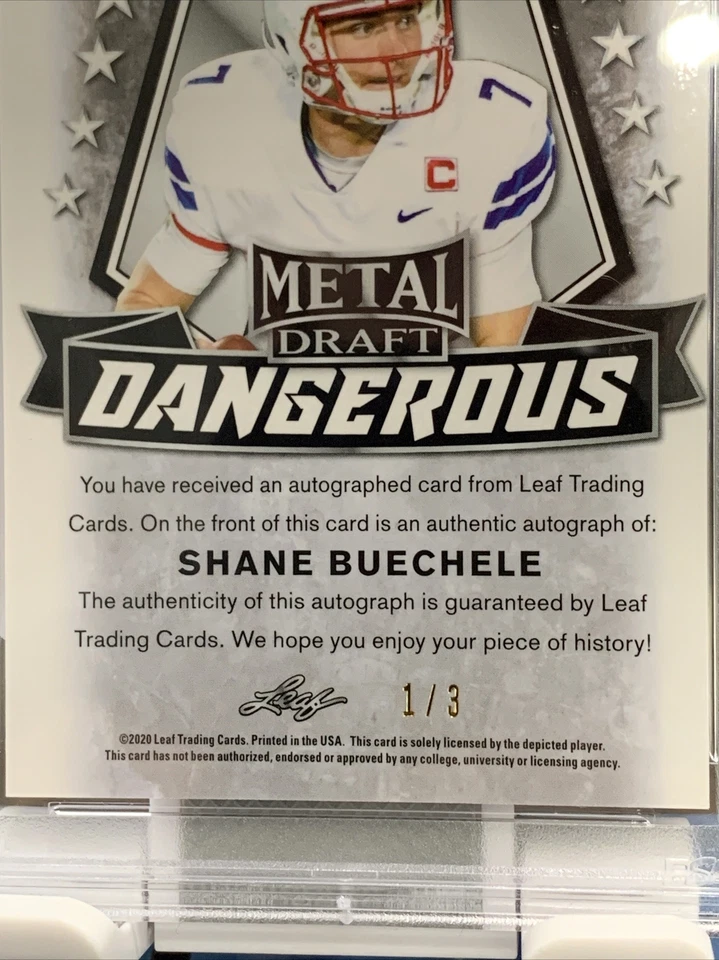 7 7
C
METAL
DRAFT
DANGEROUS
You have received an autographed card from Leaf Trading
Cards. On the front of this card is an authentic autograph of:
SHANE BUECHELE
The authenticity of this autograph is guaranteed by Leaf
Trading Cards. We hope you enjoy your piece of history!
Leaf 1/3
©2020 Leaf Trading Cards. Printed in the USA. This card is solely licensed by the depicted player.
This card has not been authorized, endorsed or approved by any college, university or licensing agency.